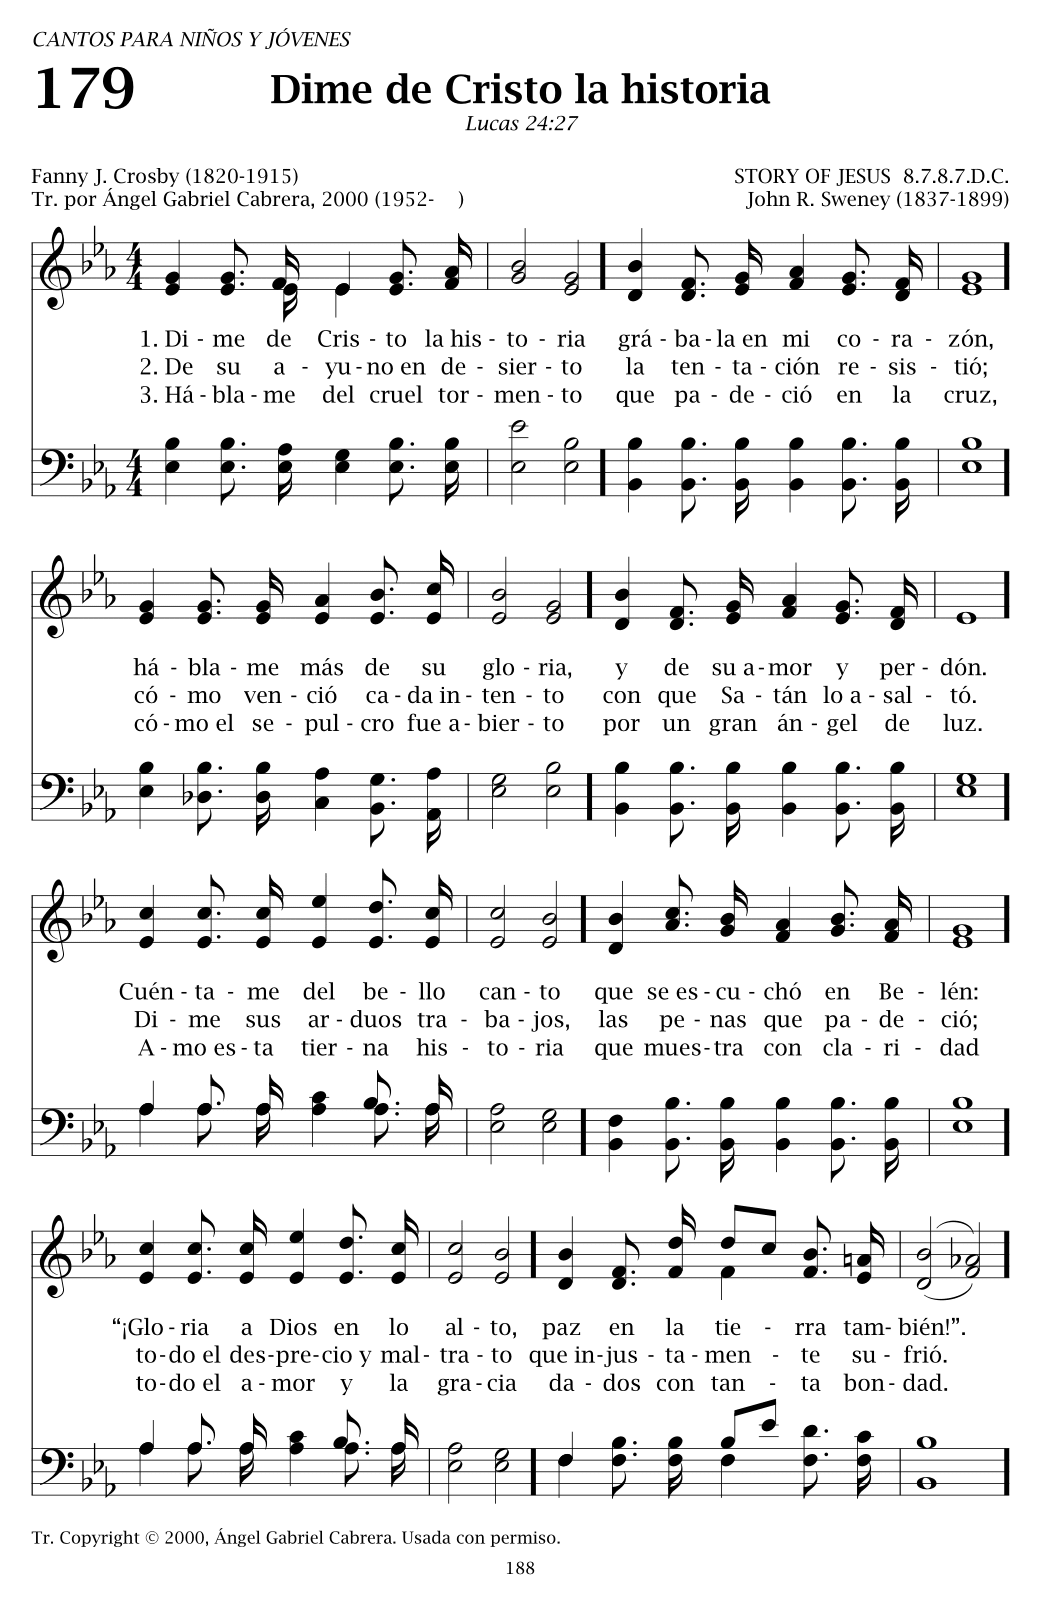 CANTOS PARA NIÑOS Y JÓVENES
179
Dime de Cristo la historia
Lucas 24:27
Fanny J. Crosby (1820-1915)
STORY OF JESUS 8.7.8.7.D.C.
Tr. por Ángel Gabriel Cabrera, 2000 (1952- )
John R. Sweney (1837-1899)
1. Di - me de Cris - to la his - to - ria grá - ba - la en mi co - ra - zón,
2. De su a - yu - no en de - sier - to la ten - ta - ción re - sis - tió;
3. Há - bla - me del cruel tor - men - to que pa - de - ció en la cruz,
há - bla - me más de su glo - ria, y de su a - mor y per - dón.
có - mo ven - ció ca - da in - ten - to con que Sa - tán lo a - sal - tó.
có - mo el se - pul - cro fue a - bier - to por un gran án - gel de luz.
Cuén - ta - me del be - llo can - to que se es - cu - chó en Be - lén:
Di - me sus ar - duos tra - ba - jos, las pe - nas que pa - de - ció;
A - mo es - ta tier - na his - to - ria que mues - tra con cla - ri - dad
“¡Glo - ria a Dios en lo al - to, paz en la tie - rra tam - bién!”.
to - do el des - pre - cio y mal - tra - to que in - jus - ta - men - te su - frió.
to - do el a - mor y la gra - cia da - dos con tan - ta bon - dad.
Tr. Copyright © 2000, Ángel Gabriel Cabrera. Usada con permiso.
188